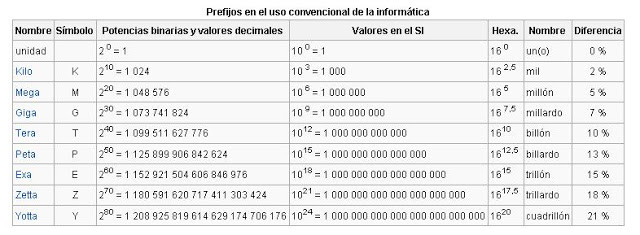 Prefijos en el uso convencional de la informática
Nombre Símbolo Potencias binarias y valores decimales Valores en el SI Hexa. Nombre Diferencia
unidad 2^0 = 1 10^0 = 1 16^0 un(o) 0 %
Kilo K 2^10 = 1 024 10^3 = 1 000 16^2,5 mil 2 %
Mega M 2^20 = 1 048 576 10^6 = 1 000 000 16^5 millón 5 %
Giga G 2^30 = 1 073 741 824 10^9 = 1 000 000 000 16^7,5 millardo 7 %
Tera T 2^40 = 1 099 511 627 776 10^12 = 1 000 000 000 000 16^10 billón 10 %
Peta P 2^50 = 1 125 899 906 842 624 10^15 = 1 000 000 000 000 000 16^12,5 billardo 13 %
Exa E 2^60 = 1 152 921 504 606 846 976 10^18 = 1 000 000 000 000 000 000 16^15 trillón 15 %
Zetta Z 2^70 = 1 180 591 620 717 411 303 424 10^21 = 1 000 000 000 000 000 000 000 16^17,5 trillardo 18 %
Yotta Y 2^80 = 1 208 925 819 614 629 174 706 176 10^24 = 1 000 000 000 000 000 000 000 000 16^20 cuadrillón 21 %